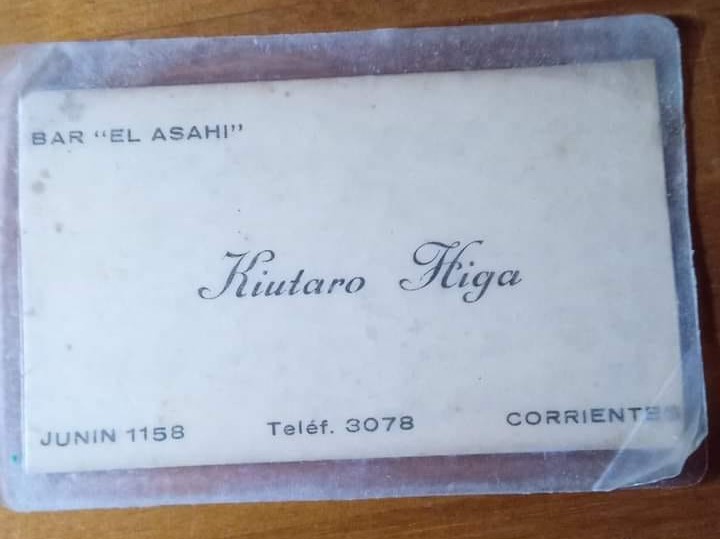 BAR "EL ASAHI"
Kiutaro Higa
JUNIN 1158 Teléf. 3078 CORRIENTES